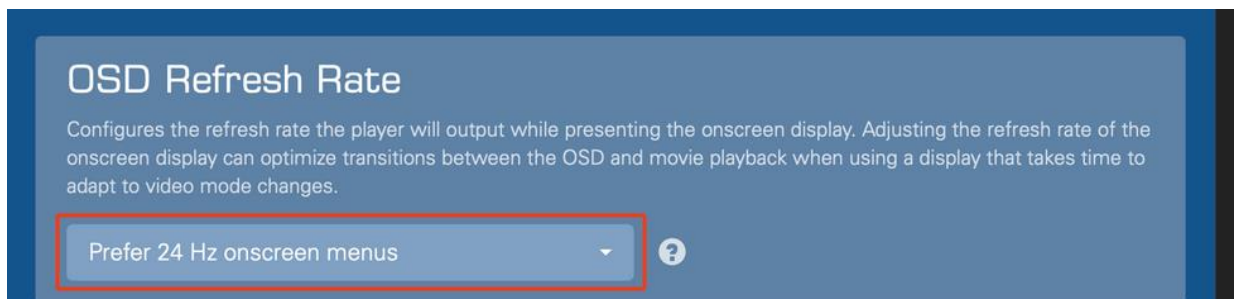 OSD Refresh Rate
Configures the refresh rate the player will output while presenting the onscreen display. Adjusting the refresh rate of the
onscreen display can optimize transitions between the OSD and movie playback when using a display that takes time to
adapt to video mode changes.
Prefer 24 Hz onscreen menus
?